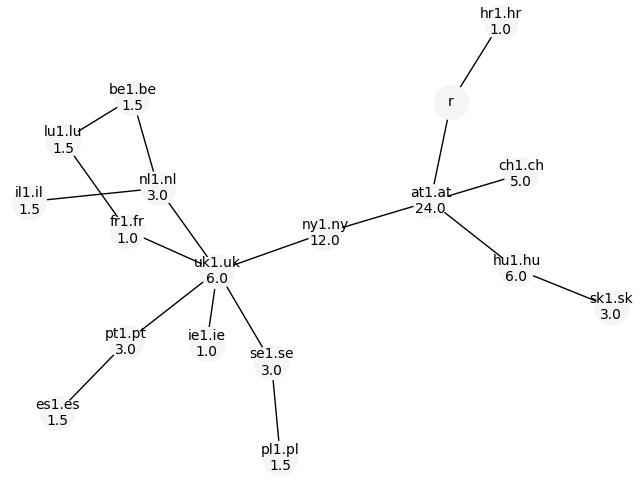 hr1.hr
1.0
be1.be
1.5
r
lu1.lu
1.5
ch1.ch
5.0
nl1.nl
3.0
il1.il
1.5
at1.at
24.0
fr1.fr
1.0
ny1.ny
12.0
uk1.uk
6.0
hu1.hu
6.0
sk1.sk
3.0
pt1.pt
3.0
ie1.ie
1.0
se1.se
3.0
es1.es
1.5
pl1.pl
1.5